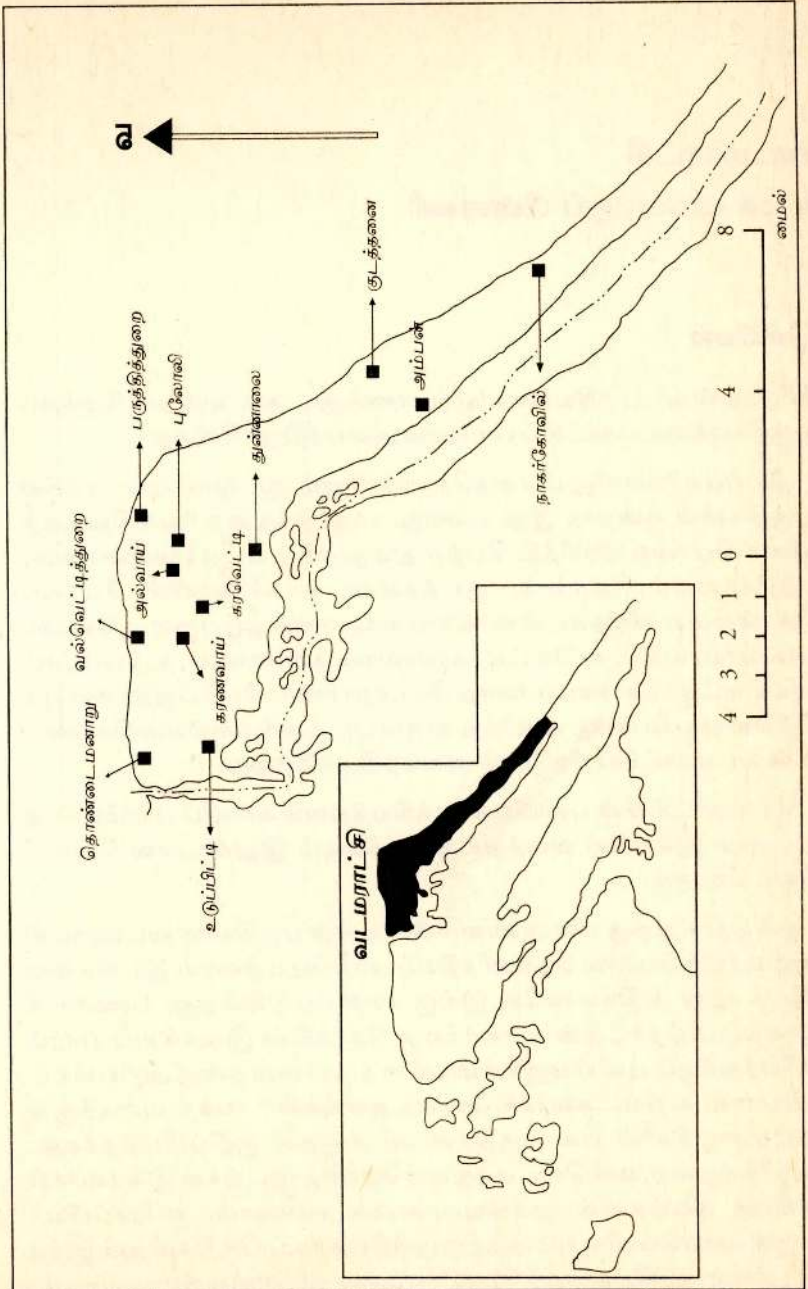 வ
தொண்டைமனாறு
வல்வெட்டித்துறை
பருத்தித்துறை
அல்வாய்
புலோலி
கரணவாய்
கரவெட்டி
துன்னாலை
உடுப்பிட்டி
குடத்தனை
அம்பன்
நாகர்கோவில்
4 3 2 1 0 4 8
மைல்
வடமராட்சி